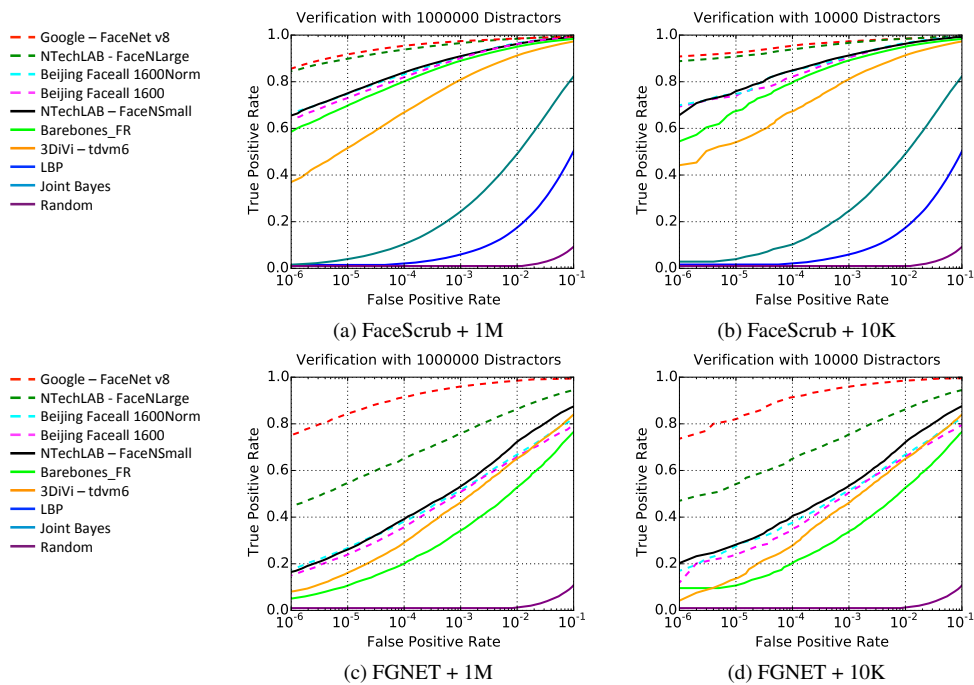 Verification with 1000000 Distractors
Verification with 10000 Distractors
Google – FaceNet v8
NTechLAB - FaceNLarge
Beijing Faceall 1600Norm
Beijing Faceall 1600
NTechLAB – FaceNSmall
Barebones_FR
3DiVi – tdvm6
LBP
Joint Bayes
Random
True Positive Rate
1.0
0.8
0.6
0.4
0.2
0.0
10^-6
10^-5
10^-4
10^-3
10^-2
10^-1
False Positive Rate
True Positive Rate
1.0
0.8
0.6
0.4
0.2
0.0
10^-6
10^-5
10^-4
10^-3
10^-2
10^-1
False Positive Rate
(a) FaceScrub + 1M
(b) FaceScrub + 10K
Verification with 1000000 Distractors
Verification with 10000 Distractors
Google – FaceNet v8
NTechLAB - FaceNLarge
Beijing Faceall 1600Norm
Beijing Faceall 1600
NTechLAB – FaceNSmall
Barebones_FR
3DiVi – tdvm6
LBP
Joint Bayes
Random
True Positive Rate
1.0
0.8
0.6
0.4
0.2
0.0
10^-6
10^-5
10^-4
10^-3
10^-2
10^-1
False Positive Rate
True Positive Rate
1.0
0.8
0.6
0.4
0.2
0.0
10^-6
10^-5
10^-4
10^-3
10^-2
10^-1
False Positive Rate
(c) FGNET + 1M
(d) FGNET + 10K